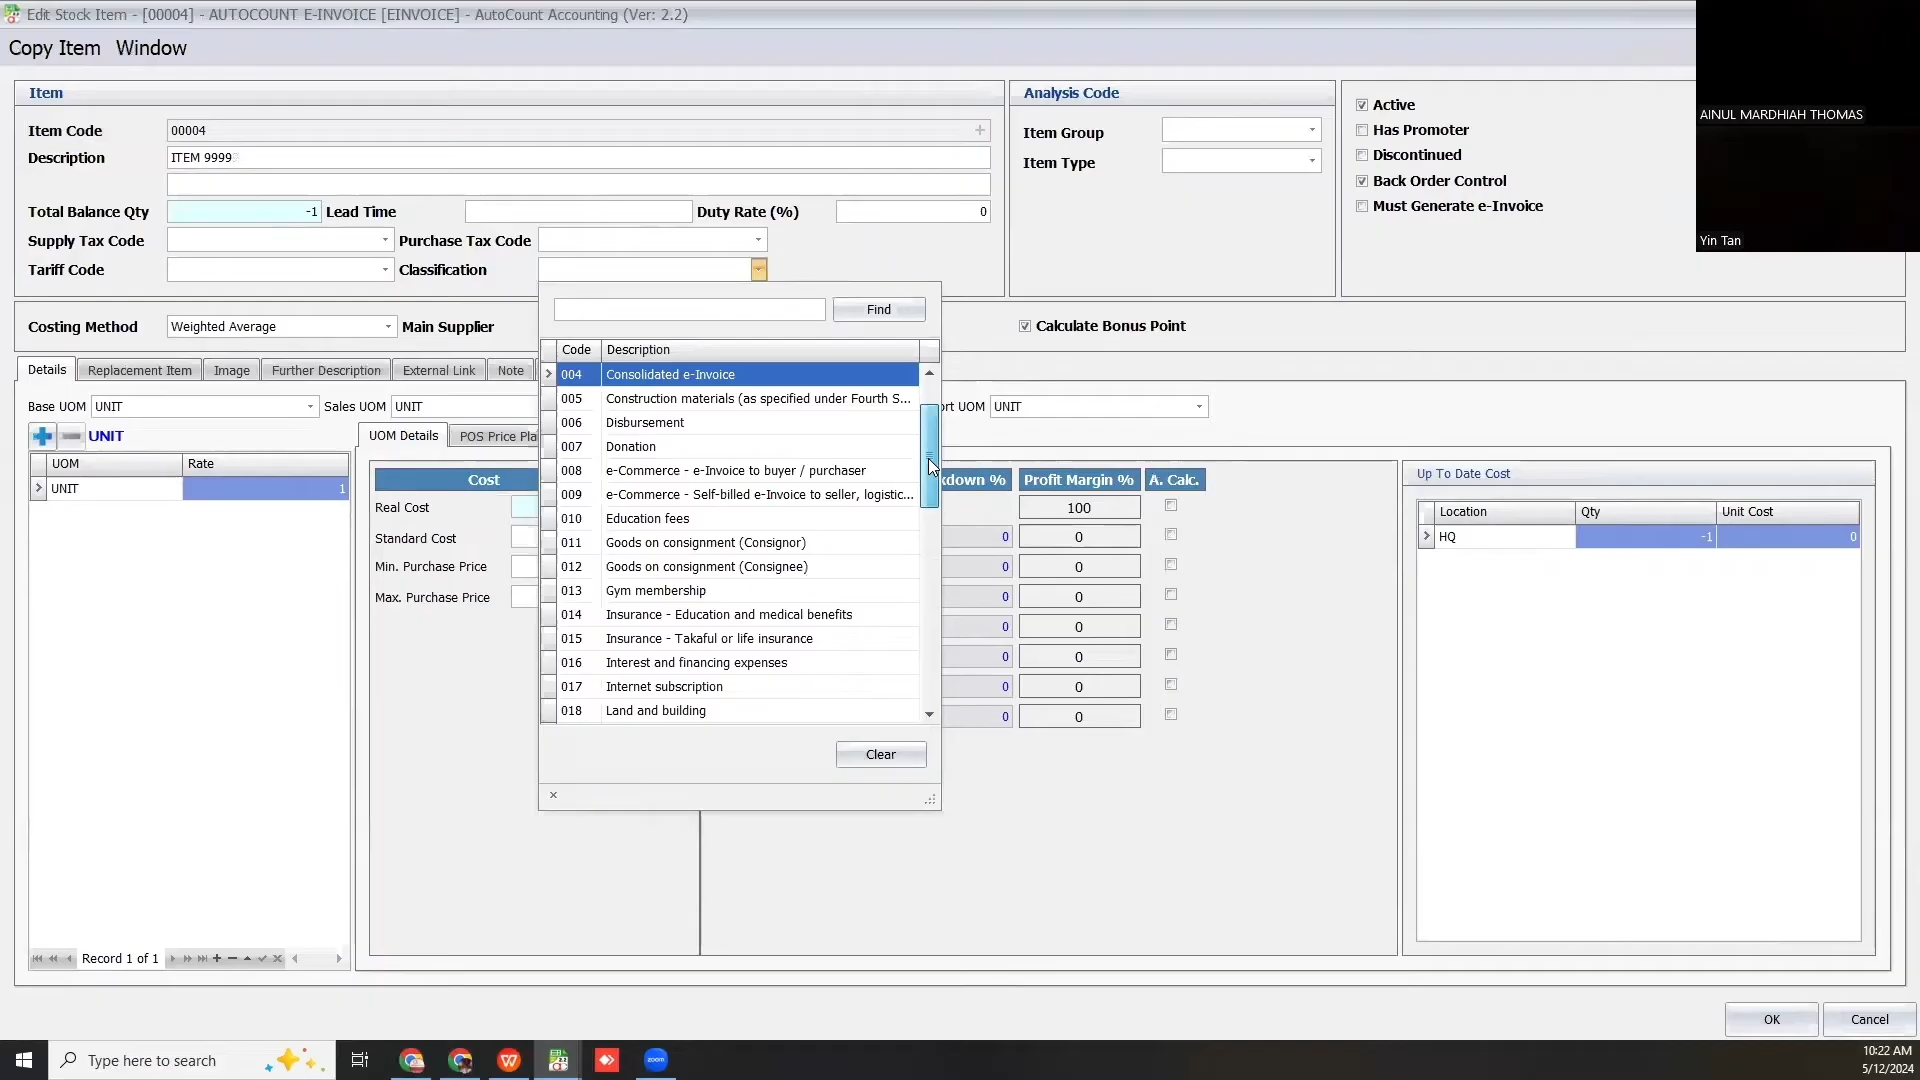 Edit Stock Item - [00004] - AUTOCOUNT E-INVOICE [EINVOICE] - AutoCount Accounting (Ver: 2.2)
Copy Item Window
Item
Item Code 00004
Description ITEM 9999
Total Balance Qty -1 Lead Time Duty Rate (%) 0
Supply Tax Code Purchase Tax Code
Tariff Code Classification
Analysis Code
Item Group
Item Type
Active
Has Promoter
Discontinued
Back Order Control
Must Generate e-Invoice
AINUL MARDHIAH THOMAS
Yin Tan
Costing Method Weighted Average Main Supplier
Calculate Bonus Point
Find
Code Description
004 Consolidated e-Invoice
005 Construction materials (as specified under Fourth S...
006 Disbursement
007 Donation
008 e-Commerce - e-Invoice to buyer / purchaser
009 e-Commerce - Self-billed e-Invoice to seller, logistic...
010 Education fees
011 Goods on consignment (Consignor)
012 Goods on consignment (Consignee)
013 Gym membership
014 Insurance - Education and medical benefits
015 Insurance - Takaful or life insurance
016 Interest and financing expenses
017 Internet subscription
018 Land and building
Clear
Details Replacement Item Image Further Description External Link Note
Base UOM UNIT Sales UOM UNIT
ort UOM UNIT
UNIT
UOM Rate
UNIT 1
Record 1 of 1
UOM Details POS Price Pla
Cost
Real Cost
Standard Cost
Min. Purchase Price
Max. Purchase Price
kdown % Profit Margin % A. Calc.
100
0 0
0 0
0 0
0 0
0 0
0 0
0 0
Up To Date Cost
Location Qty Unit Cost
HQ -1 0
OK Cancel
Type here to search
zoom
10:22 AM
5/12/2024